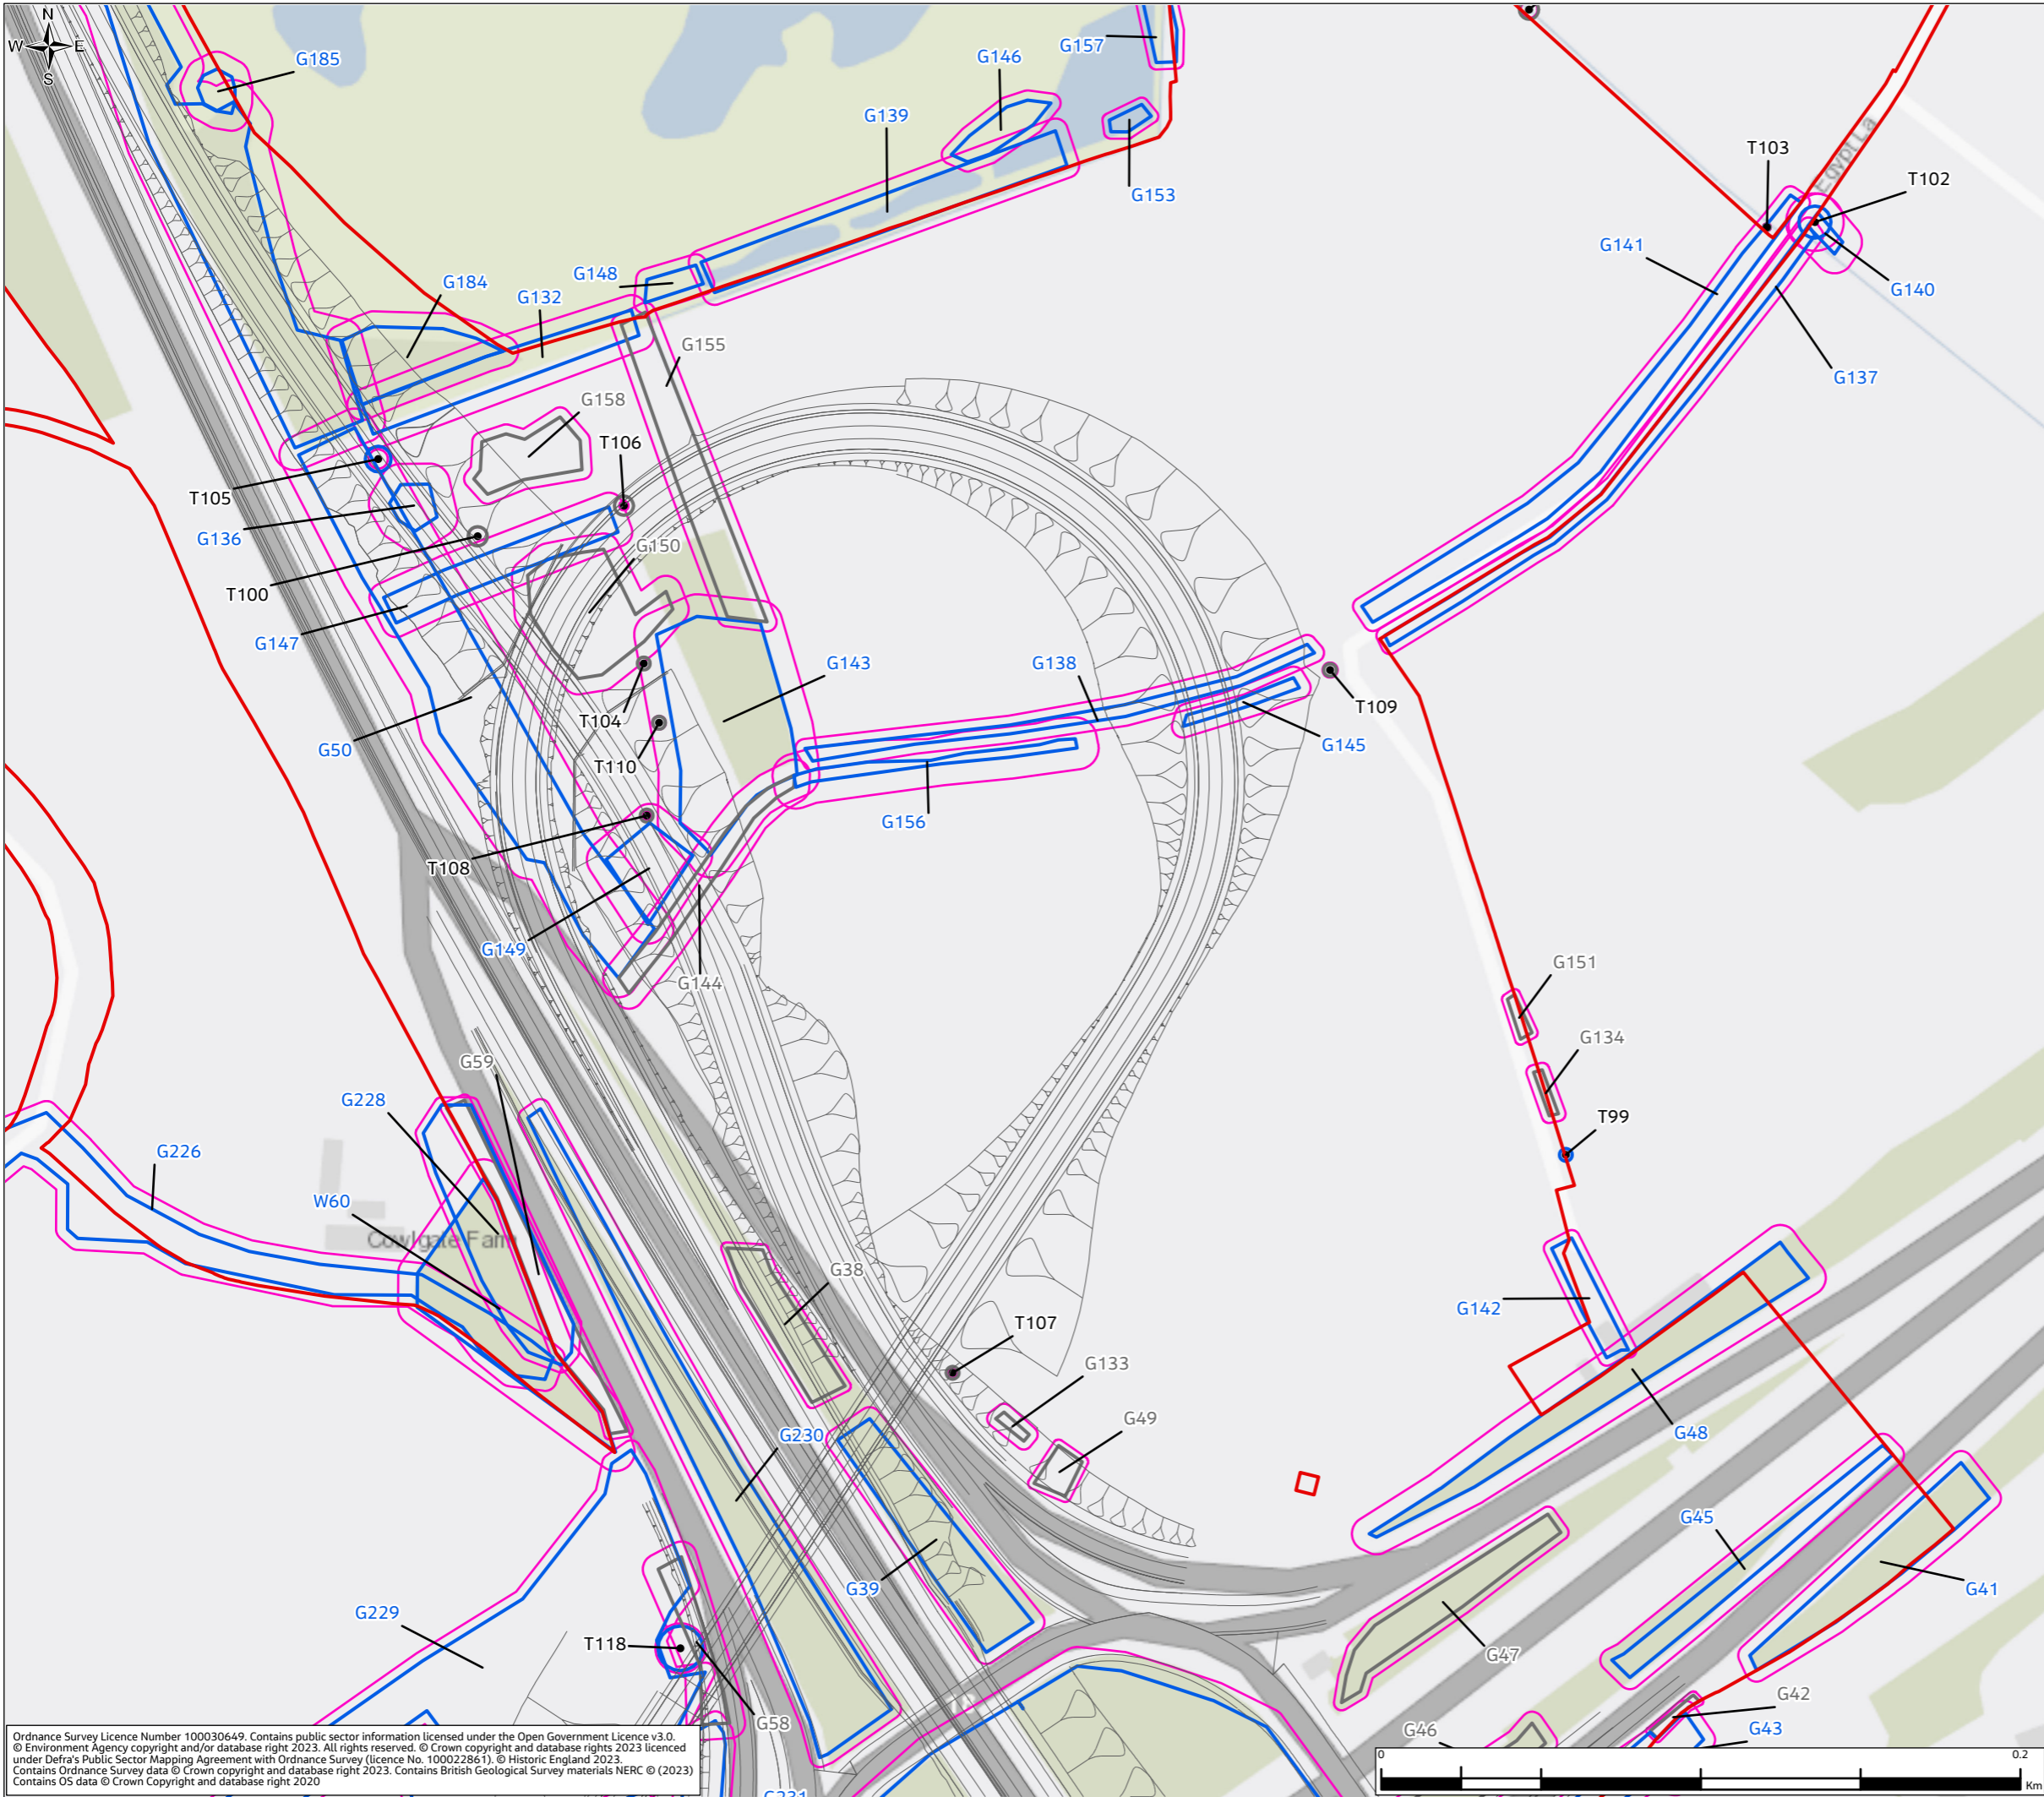 N
W E
S
G185
G157
G146
G139
G153
T103
Egypt La
T102
G141
G140
G184
G148
G132
G137
G155
G158
T106
T105
G136
G150
T100
G147
G143
G138
T109
G50
T104
G145
T110
G156
T108
G149
G144
G151
G134
G59
G228
T99
G226
W60
Cowlgate Farm
G38
G142
T107
G133
G49
G48
G230
G45
G39
G41
G229
T118
G47
G58
G42
G46
G43
G231
Ordnance Survey Licence Number 100030649. Contains public sector information licensed under the Open Government Licence v3.0.
© Environment Agency copyright and/or database right 2023. All rights reserved. © Crown copyright and database rights 2023 licenced
under Defra's Public Sector Mapping Agreement with Ordnance Survey (licence No. 100022861). © Historic England 2023.
Contains Ordnance Survey data © Crown copyright and database right 2023. Contains British Geological Survey materials NERC © (2023)
Contains OS data © Crown Copyright and database right 2020
0 0.2
Km